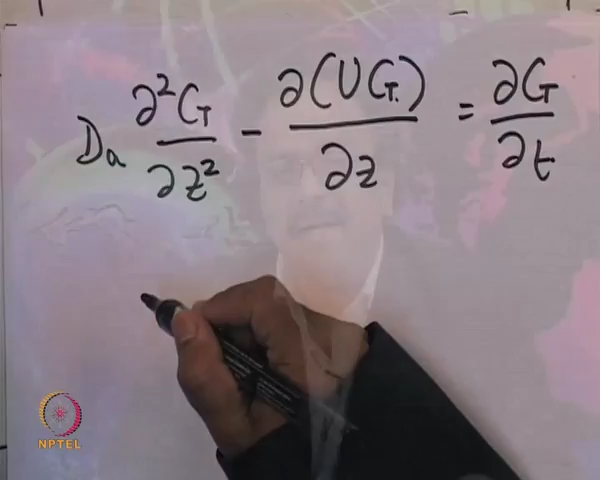 Da ∂²G/∂z² - ∂(UG)/∂z = ∂G/∂t
NPTEL